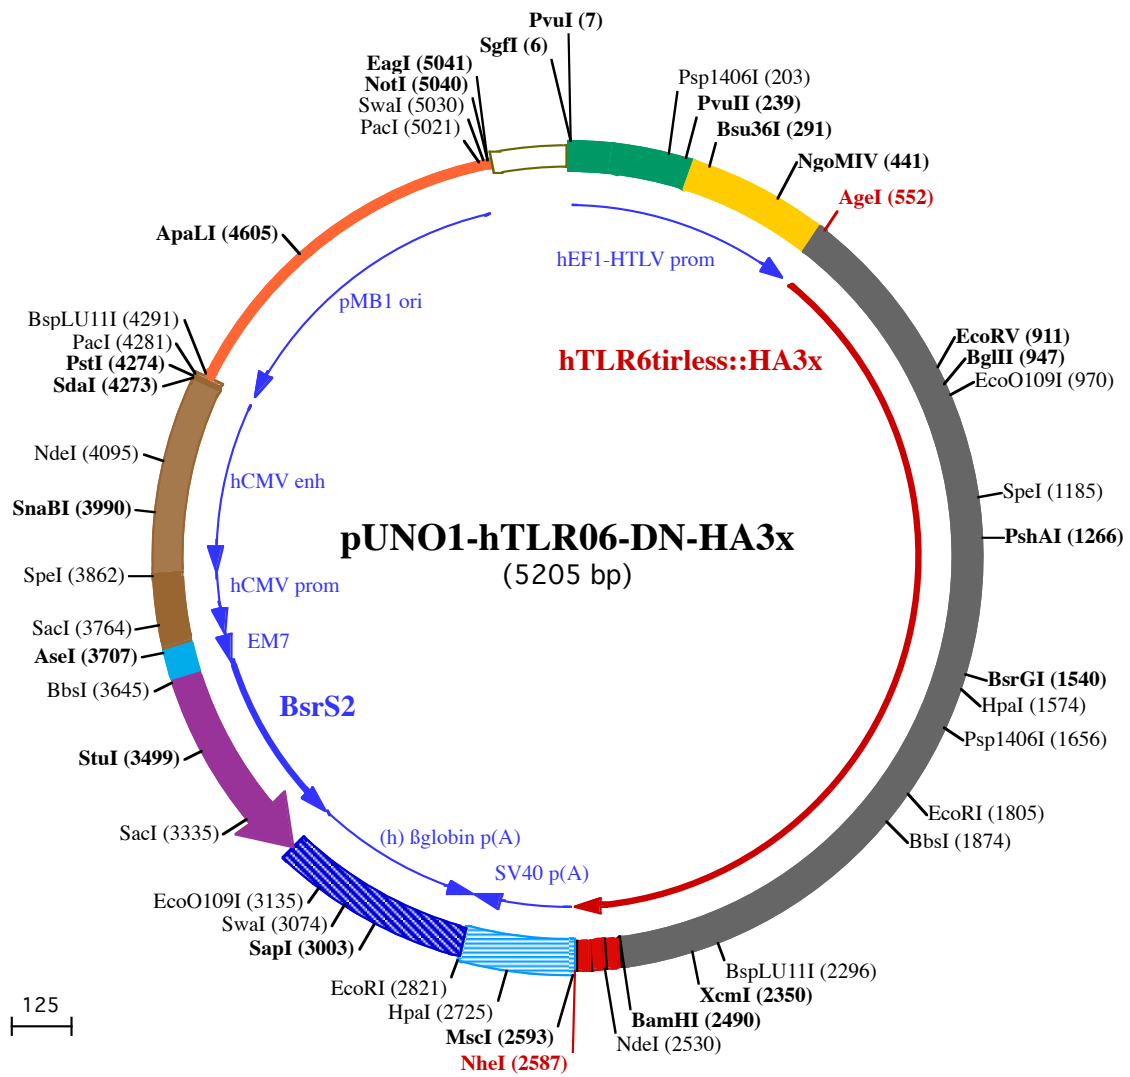 PvuI (7)
SgfI (6)
EagI (5041)
NotI (5040)
SwaI (5030)
PacI (5021)
Psp1406I (203)
PvuII (239)
Bsu36I (291)
NgoMIV (441)
AgeI (552)
ApaLI (4605)
hEF1-HTLV prom
pMB1 ori
BspLU11I (4291)
PacI (4281)
PstI (4274)
SdaI (4273)
EcoRV (911)
BglII (947)
EcoO109I (970)
hTLR6tirless::HA3x
NdeI (4095)
hCMV enh
SpeI (1185)
SnaBI (3990)
PshAI (1266)
pUNO1-hTLR06-DN-HA3x
(5205 bp)
SpeI (3862)
hCMV prom
SacI (3764)
EM7
AseI (3707)
BbsI (3645)
BsrGI (1540)
HpaI (1574)
BsrS2
Psp1406I (1656)
StuI (3499)
EcoRI (1805)
SacI (3335)
(h) ßglobin p(A)
BbsI (1874)
SV40 p(A)
EcoO109I (3135)
SwaI (3074)
SapI (3003)
BspLU11I (2296)
EcoRI (2821)
XcmI (2350)
HpaI (2725)
BamHI (2490)
MscI (2593)
NdeI (2530)
NheI (2587)
125